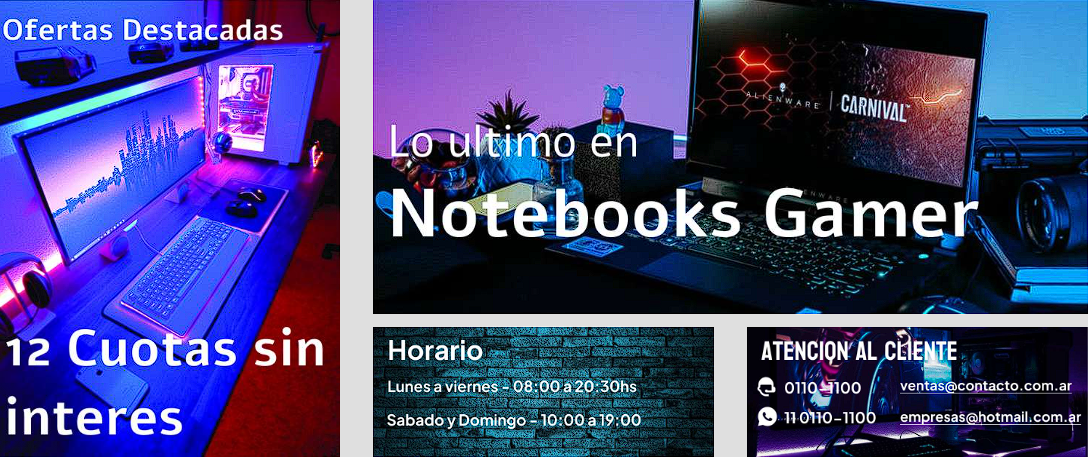 Ofertas Destacadas
12 Cuotas sin
interes
ALIENWARE | CARNIVAL™
Lo ultimo en
ALIENWARE
Notebooks Gamer
Horario
Lunes a viernes - 08:00 a 20:30hs
Sabado y Domingo - 10:00 a 19:00
ATENCION AL CLIENTE
0110-1100 ventas@contacto.com.ar
11 0110-1100 empresas@hotmail.com.ar